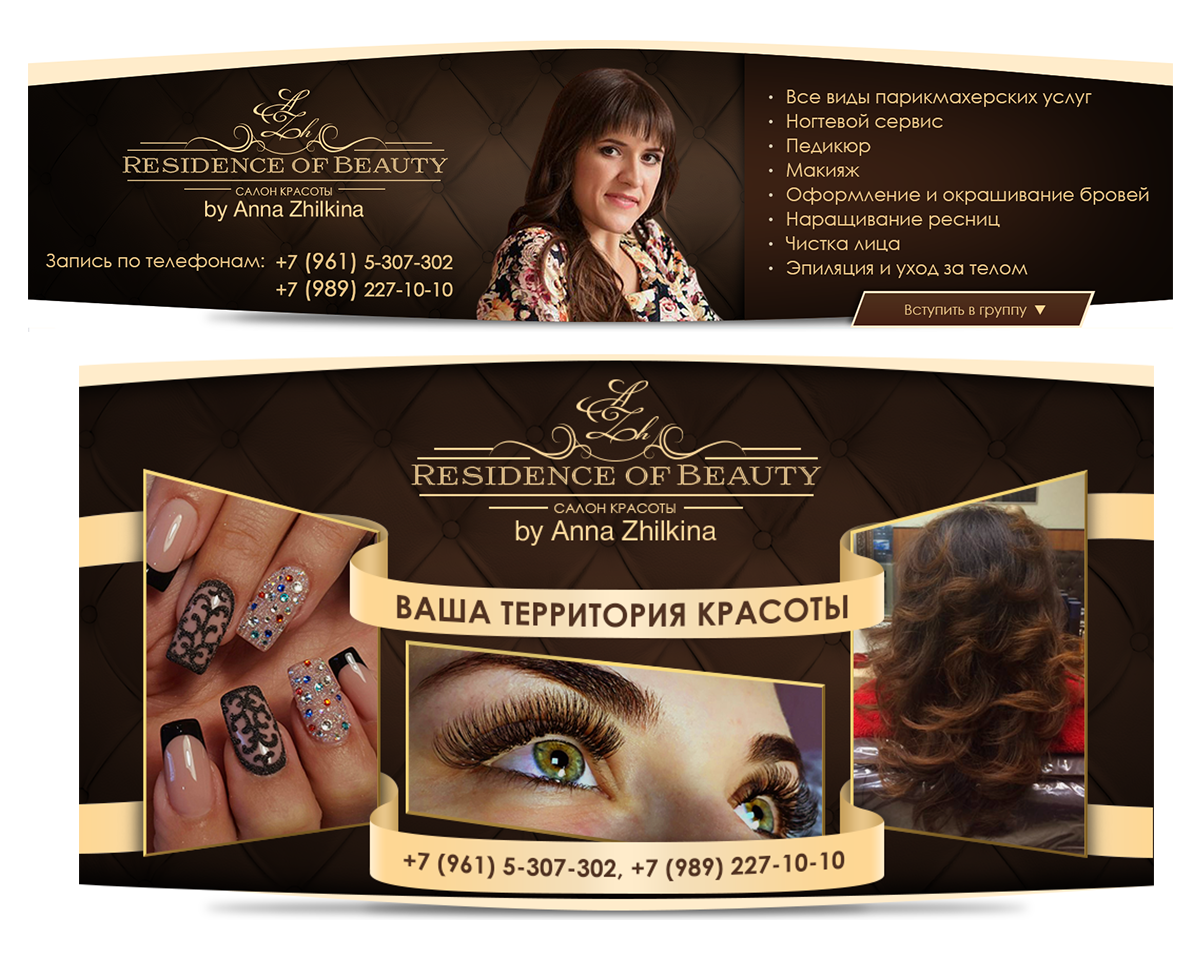 AZh
RESIDENCE OF BEAUTY
САЛОН КРАСОТЫ
by Anna Zhilkina
Запись по телефонам: +7 (961) 5-307-302
+7 (989) 227-10-10
· Все виды парикмахерских услуг
· Ногтевой сервис
· Педикюр
· Макияж
· Оформление и окрашивание бровей
· Наращивание ресниц
· Чистка лица
· Эпиляция и уход за телом
Вступить в группу ▼
AZh
RESIDENCE OF BEAUTY
САЛОН КРАСОТЫ
by Anna Zhilkina
ВАША ТЕРРИТОРИЯ КРАСОТЫ
+7 (961) 5-307-302, +7 (989) 227-10-10